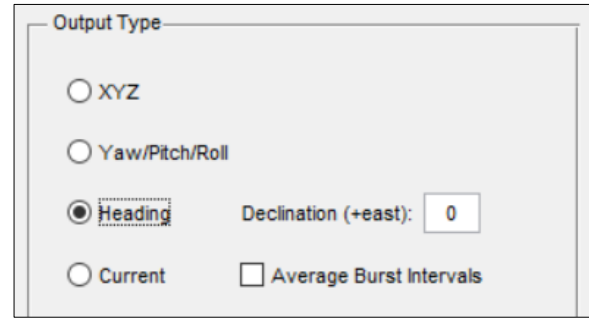 Output Type
XYZ
Yaw/Pitch/Roll
Heading Declination (+east): 0
Current Average Burst Intervals